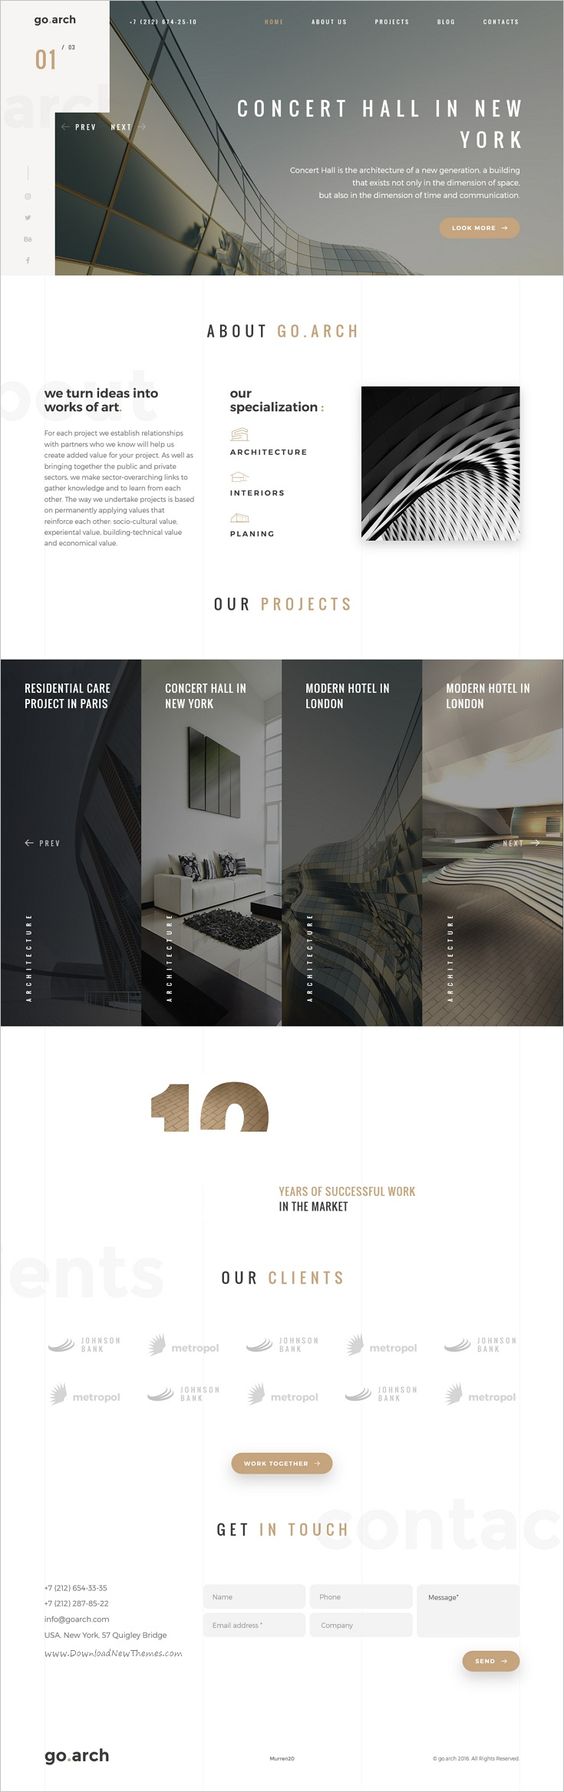 go.arch
+7 (212) 674-25-10
HOME
ABOUT US
PROJECTS
BLOG
CONTACTS
01 / 03
arch
PREV
NEXT
CONCERT HALL IN NEW
YORK
Concert Hall is the architecture of a new generation, a building
that exists not only in the dimension of space,
but also in the dimension of time and communication.
LOOK MORE
Bē
ABOUT GO.ARCH
bout
we turn ideas into
works of art.
For each project we establish relationships
with partners who we know will help us
create added value for your project. As well as
bringing together the public and private
sectors, we make sector-overarching links to
gather knowledge and to learn from each
other. The way we undertake projects is based
on permanently applying values that
reinforce each other: socio-cultural value,
experiental value, building-technical value
and economical value.
our
specialization :
ARCHITECTURE
INTERIORS
PLANING
OUR PROJECTS
RESIDENTIAL CARE
PROJECT IN PARIS
CONCERT HALL IN
NEW YORK
MODERN HOTEL IN
LONDON
MODERN HOTEL IN
LONDON
PREV
NEXT
ARCHITECTURE
ARCHITECTURE
ARCHITECTURE
ARCHITECTURE
YEARS OF SUCCESSFUL WORK
IN THE MARKET
ients
OUR CLIENTS
JOHNSON
BANK
metropol
JOHNSON
BANK
metropol
JOHNSON
BANK
metropol
JOHNSON
BANK
metropol
JOHNSON
BANK
metropol
WORK TOGETHER
contac
GET IN TOUCH
+7 (212) 654-33-35
+7 (212) 287-85-22
info@goarch.com
USA, New York, 57 Quigley Bridge
www.DownloadNewThemes.com
Name
Phone
Message*
Email address *
Company
SEND
go.arch
Murren20
© go.arch 2016. All Rights Reserved.